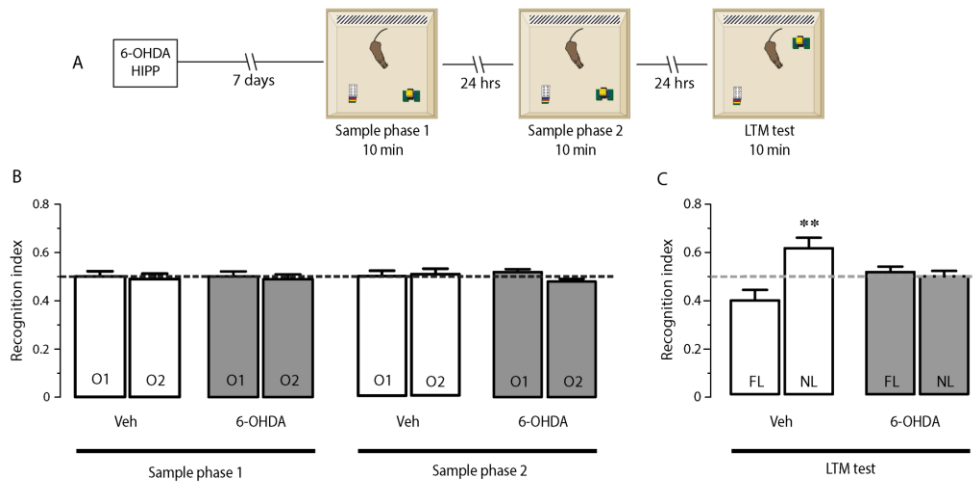 A
6-OHDA
HIPP
7 days
24 hrs
24 hrs
Sample phase 1
10 min
Sample phase 2
10 min
LTM test
10 min
B
Recognition index
0.8
0.6
0.4
0.2
0
O1 O2 O1 O2 O1 O2 O1 O2
Veh 6-OHDA Veh 6-OHDA
Sample phase 1 Sample phase 2
C
Recognition index
0.8
0.6
0.4
0.2
0
**
FL NL FL NL
Veh 6-OHDA
LTM test